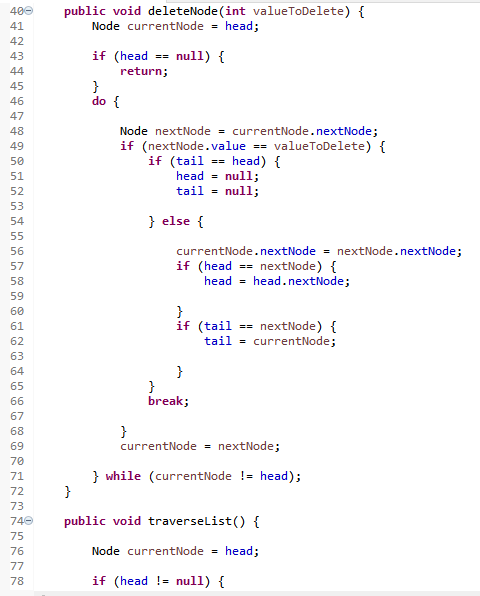 40 public void deleteNode(int valueToDelete) {
41 Node currentNode = head;
42
43 if (head == null) {
44 return;
45 }
46 do {
47
48 Node nextNode = currentNode.nextNode;
49 if (nextNode.value == valueToDelete) {
50 if (tail == head) {
51 head = null;
52 tail = null;
53
54 } else {
55
56 currentNode.nextNode = nextNode.nextNode;
57 if (head == nextNode) {
58 head = head.nextNode;
59
60 }
61 if (tail == nextNode) {
62 tail = currentNode;
63
64 }
65 }
66 break;
67
68 }
69 currentNode = nextNode;
70
71 } while (currentNode != head);
72 }
73
74 public void traverseList() {
75
76 Node currentNode = head;
77
78 if (head != null) {